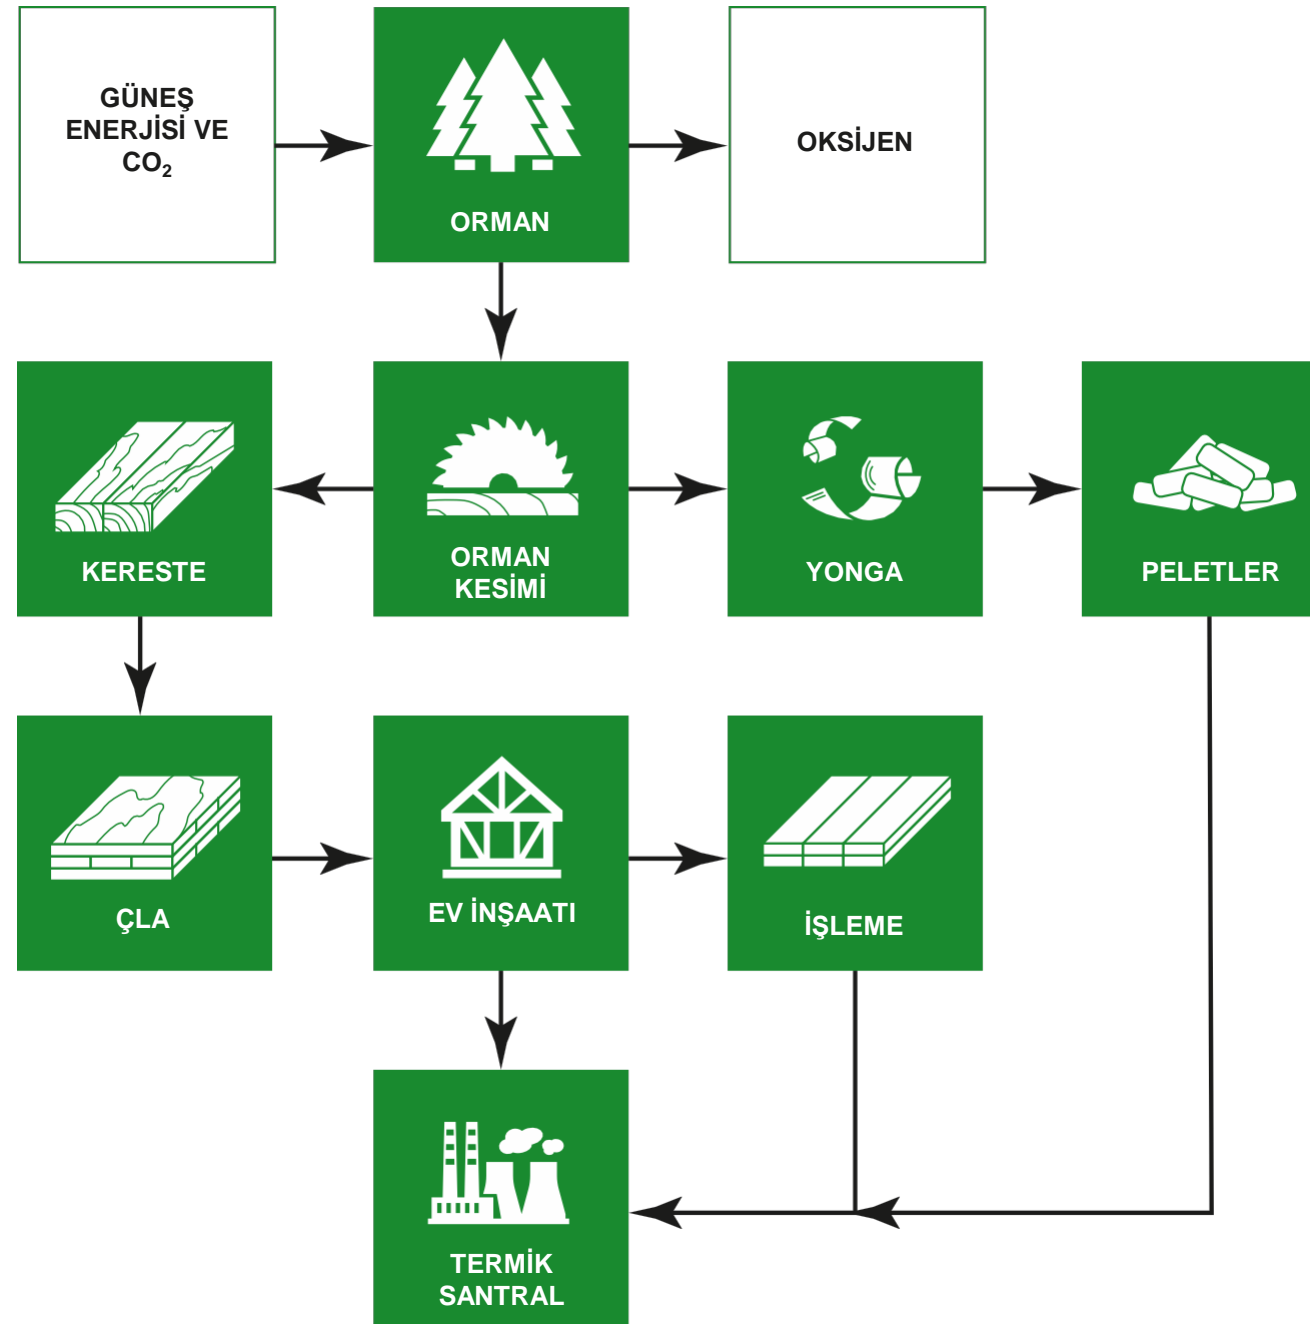 GÜNEŞ
ENERJİSİ VE
CO₂
ORMAN
OKSİJEN
KERESTE
ORMAN
KESİMİ
YONGA
PELETLER
ÇLA
EV İNŞAATI
İŞLEME
TERMİK
SANTRAL